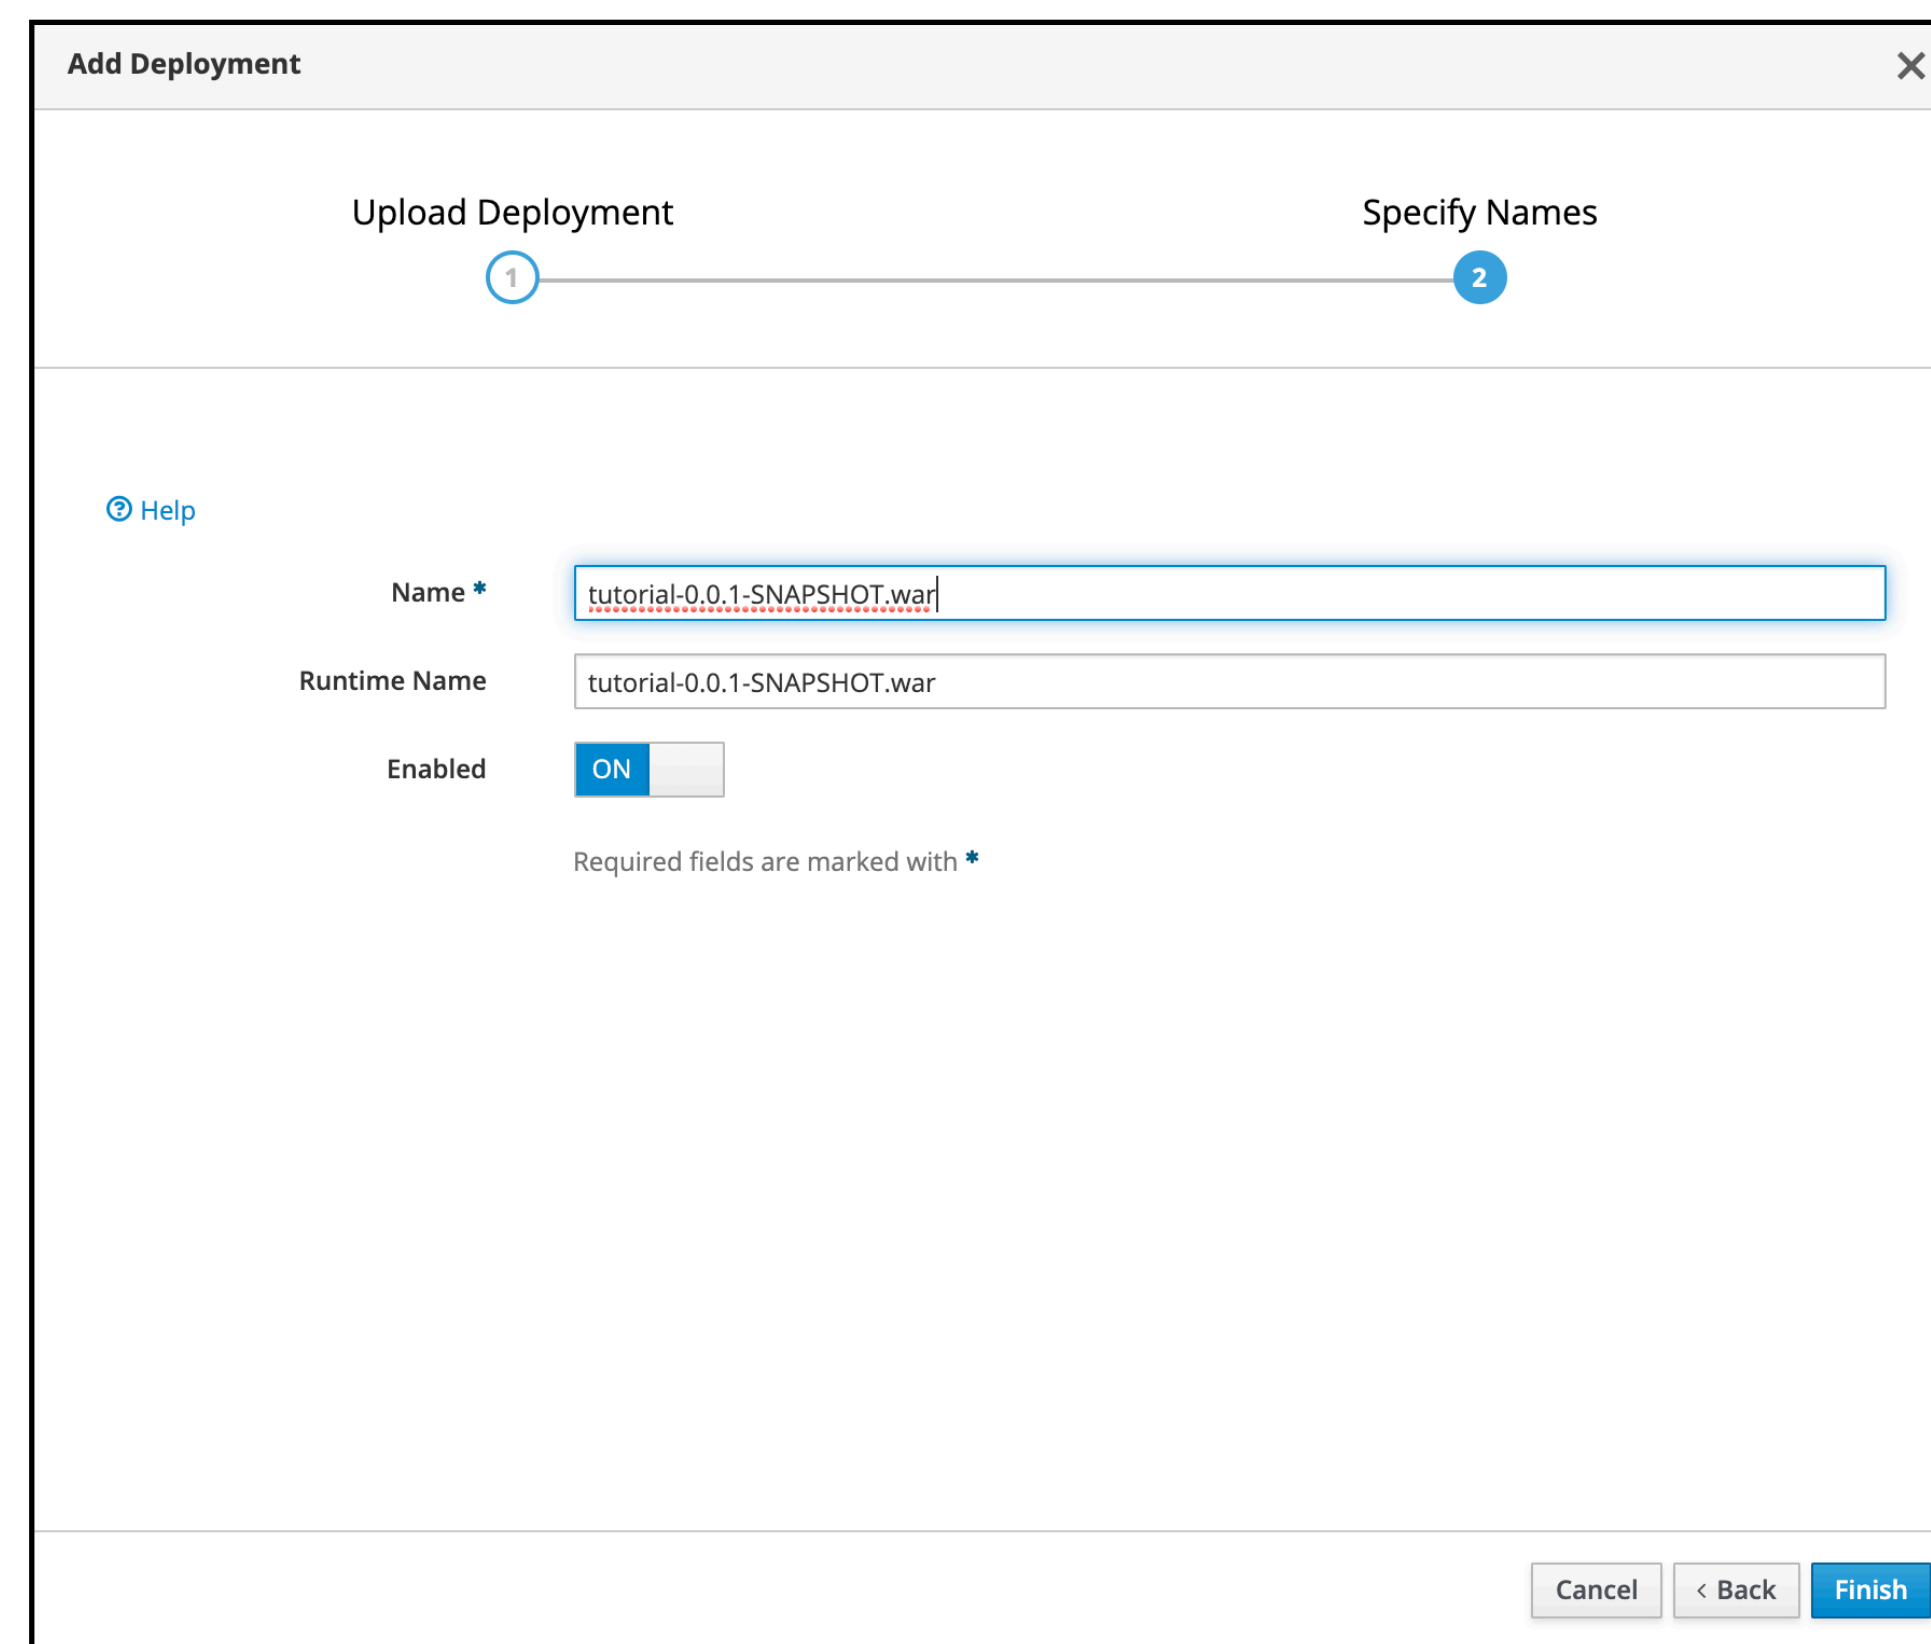 Add Deployment
Upload Deployment
Specify Names
1
2
Help
Name *
tutorial-0.0.1-SNAPSHOT.war
Runtime Name
tutorial-0.0.1-SNAPSHOT.war
Enabled
ON
Required fields are marked with *
Cancel
< Back
Finish